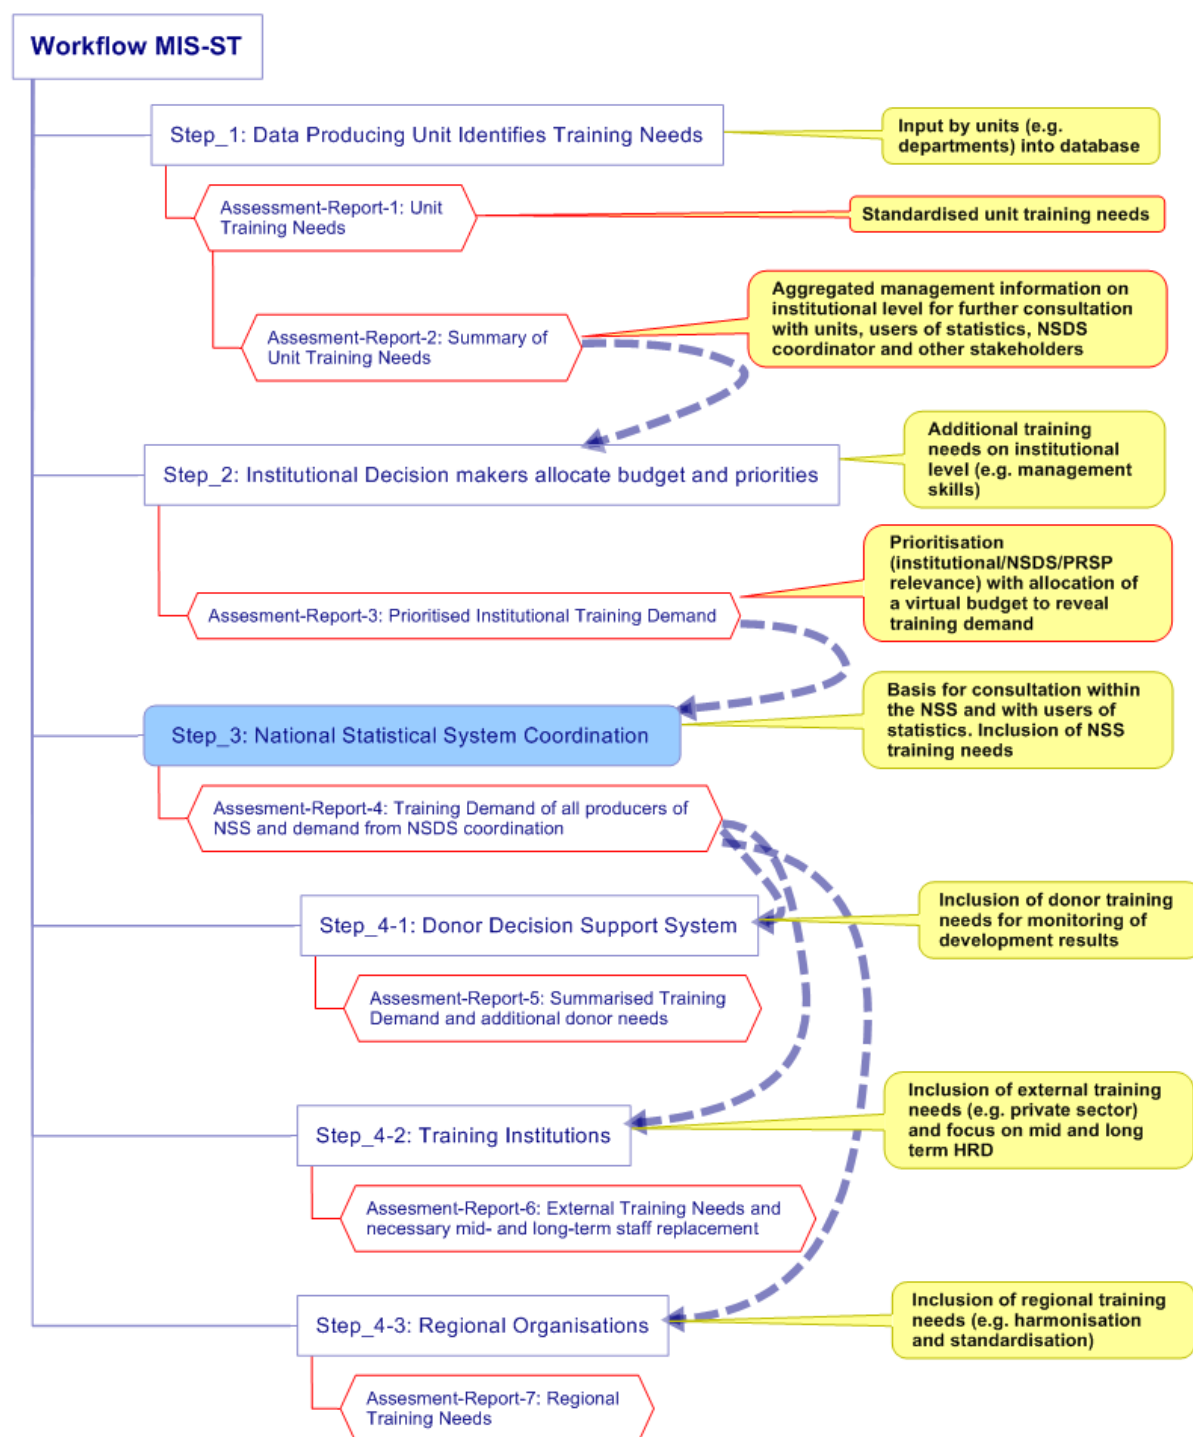 Workflow MIS-ST
Step_1: Data Producing Unit Identifies Training Needs
Input by units (e.g.
departments) into database
Assessment-Report-1: Unit
Training Needs
Standardised unit training needs
Assesment-Report-2: Summary of
Unit Training Needs
Aggregated management information on
institutional level for further consultation
with units, users of statistics, NSDS
coordinator and other stakeholders
Step_2: Institutional Decision makers allocate budget and priorities
Additional training
needs on institutional
level (e.g. management
skills)
Assesment-Report-3: Prioritised Institutional Training Demand
Prioritisation
(institutional/NSDS/PRSP
relevance) with allocation of
a virtual budget to reveal
training demand
Step_3: National Statistical System Coordination
Basis for consultation within
the NSS and with users of
statistics. Inclusion of NSS
training needs
Assesment-Report-4: Training Demand of all producers of
NSS and demand from NSDS coordination
Step_4-1: Donor Decision Support System
Inclusion of donor training
needs for monitoring of
development results
Assesment-Report-5: Summarised Training
Demand and additional donor needs
Step_4-2: Training Institutions
Inclusion of external training
needs (e.g. private sector)
and focus on mid and long
term HRD
Assesment-Report-6: External Training Needs and
necessary mid- and long-term staff replacement
Step_4-3: Regional Organisations
Inclusion of regional training
needs (e.g. harmonisation
and standardisation)
Assesment-Report-7: Regional
Training Needs